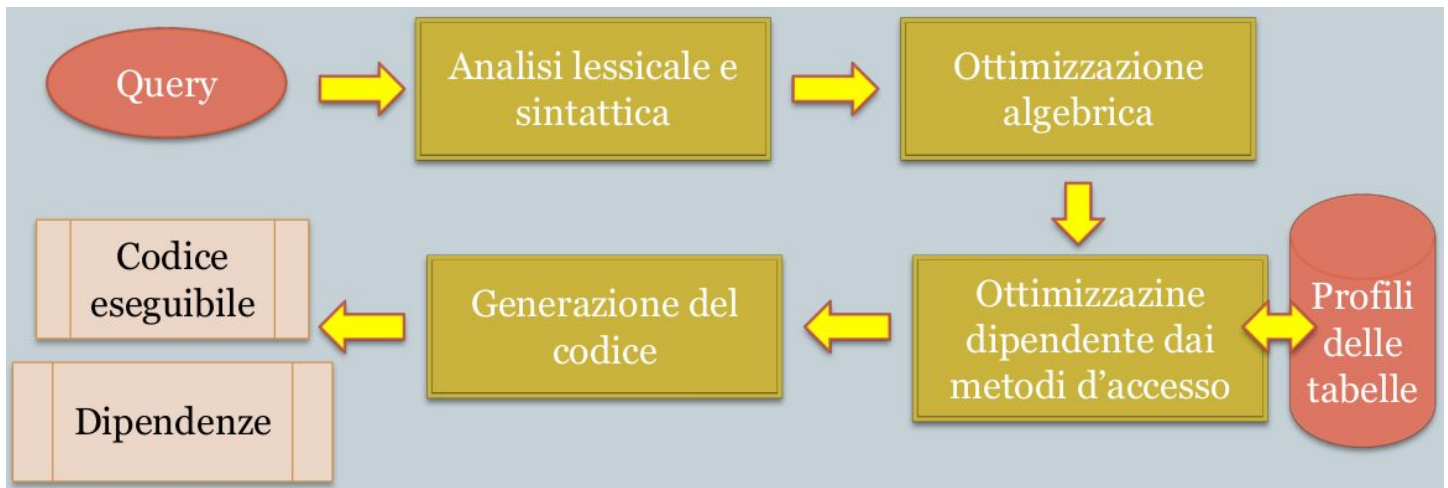 Query
Analisi lessicale e
sintattica
Ottimizzazione
algebrica
Ottimizzazine
dipendente dai
metodi d'accesso
Profili
delle
tabelle
Generazione del
codice
Codice
eseguibile
Dipendenze